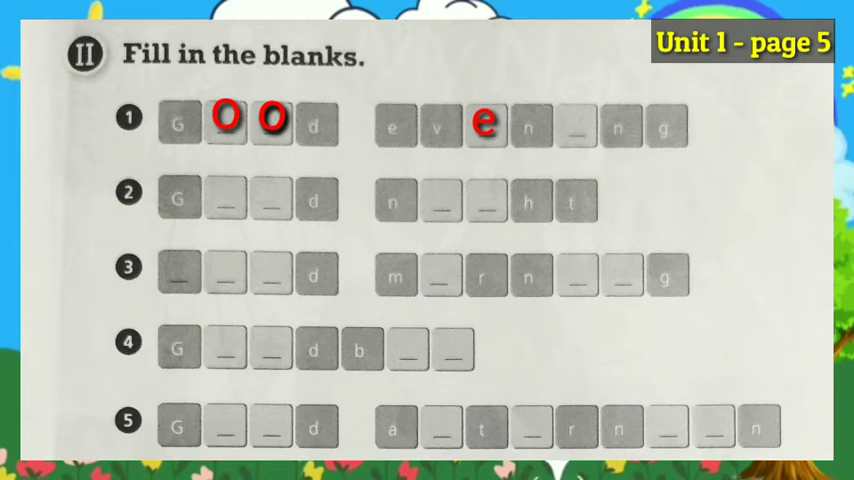 Unit 1 - page 5
II Fill in the blanks.
1 G o o d e v e n _ n g
2 G _ _ d n _ _ h t
3 _ _ _ d m _ r n _ _ g
4 G _ _ d b _ _
5 G _ _ d a _ t _ r n _ _ n